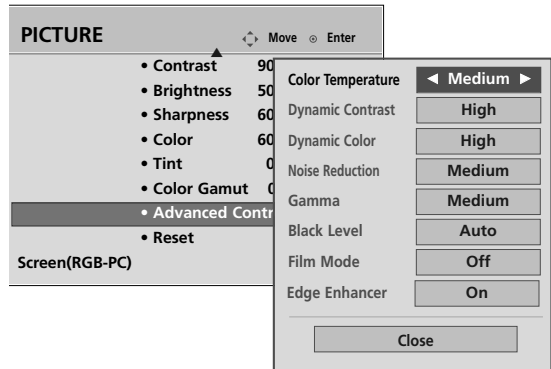 PICTURE
Move Enter
• Contrast 90
• Brightness 50
• Sharpness 60
• Color 60
• Tint 0
• Color Gamut
• Advanced
• Reset
Screen(RGB-PC)
Color Temperature ◄ Medium ►
Dynamic Contrast High
Dynamic Color High
Noise Reduction Medium
Gamma Medium
Black Level Auto
Film Mode Off
Edge Enhancer On
Close